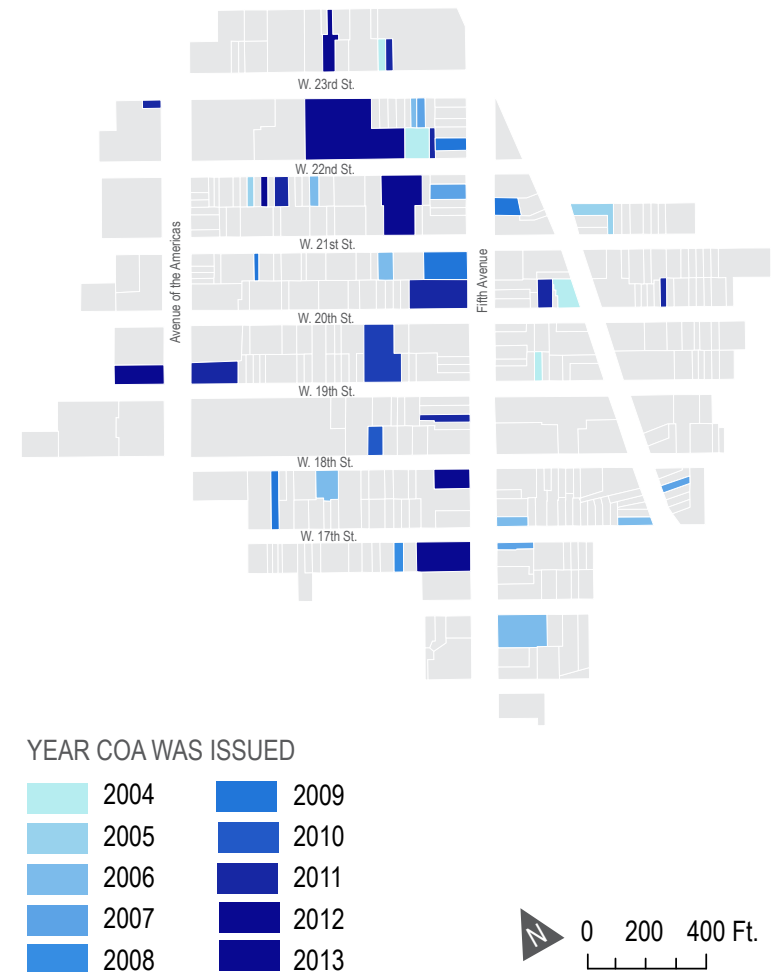 W. 23rd St.
W. 22nd St.
Avenue of the Americas
W. 21st St.
Fifth Avenue
W. 20th St.
W. 19th St.
W. 18th St.
W. 17th St.
YEAR COA WAS ISSUED
2004
2009
2005
2010
2006
2011
2007
2012
2008
2013
N
0 200 400 Ft.